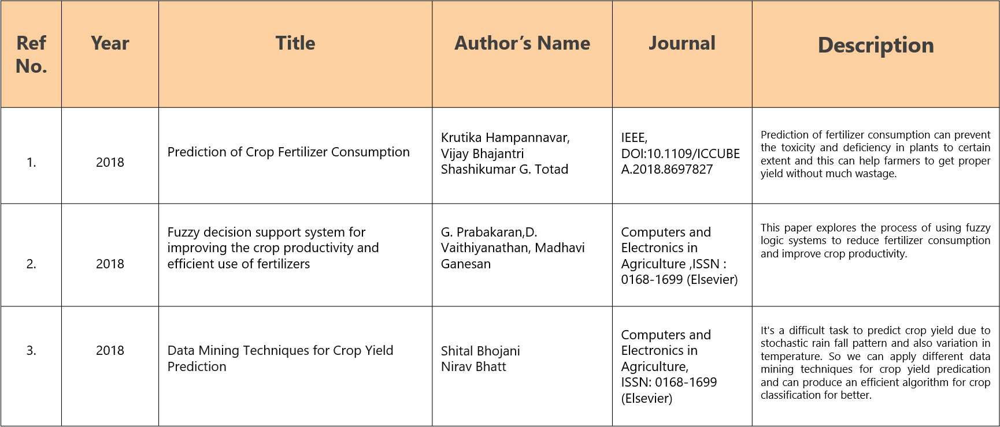 Ref No.
Year
Title
Author’s Name
Journal
Description
1.
2018
Prediction of Crop Fertilizer Consumption
Krutika Hampannavar,
Vijay Bhajantri
Shashikumar G. Totad
IEEE,
DOI:10.1109/ICCUBE
A.2018.8697827
Prediction of fertilizer consumption can prevent
the toxicity and deficiency in plants to certain
extent and this can help farmers to get proper
yield without much wastage.
2.
2018
Fuzzy decision support system for
improving the crop productivity and
efficient use of fertilizers
G. Prabakaran,D.
Vaithiyanathan, Madhavi
Ganesan
Computers and
Electronics in
Agriculture ,ISSN :
0168-1699 (Elsevier)
This paper explores the process of using fuzzy
logic systems to reduce fertilizer consumption
and improve crop productivity.
3.
2018
Data Mining Techniques for Crop Yield
Prediction
Shital Bhojani
Nirav Bhatt
Computers and
Electronics in
Agriculture,
ISSN: 0168-1699
(Elsevier)
It's a difficult task to predict crop yield due to
stochastic rain fall pattern and also variation in
temperature. So we can apply different data
mining techniques for crop yield predication
and can produce an efficient algorithm for crop
classification for better.